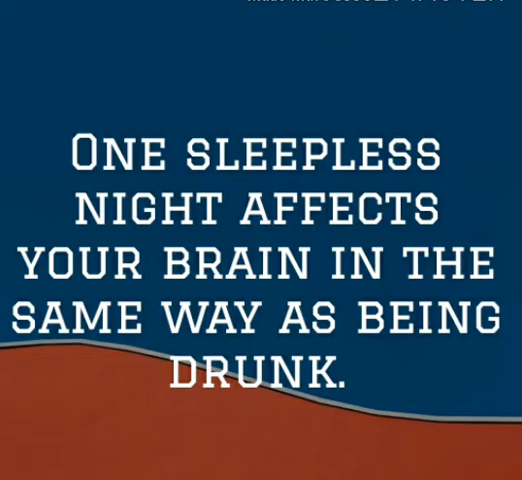 One sleepless
night affects
your brain in the
same way as being
drunk.